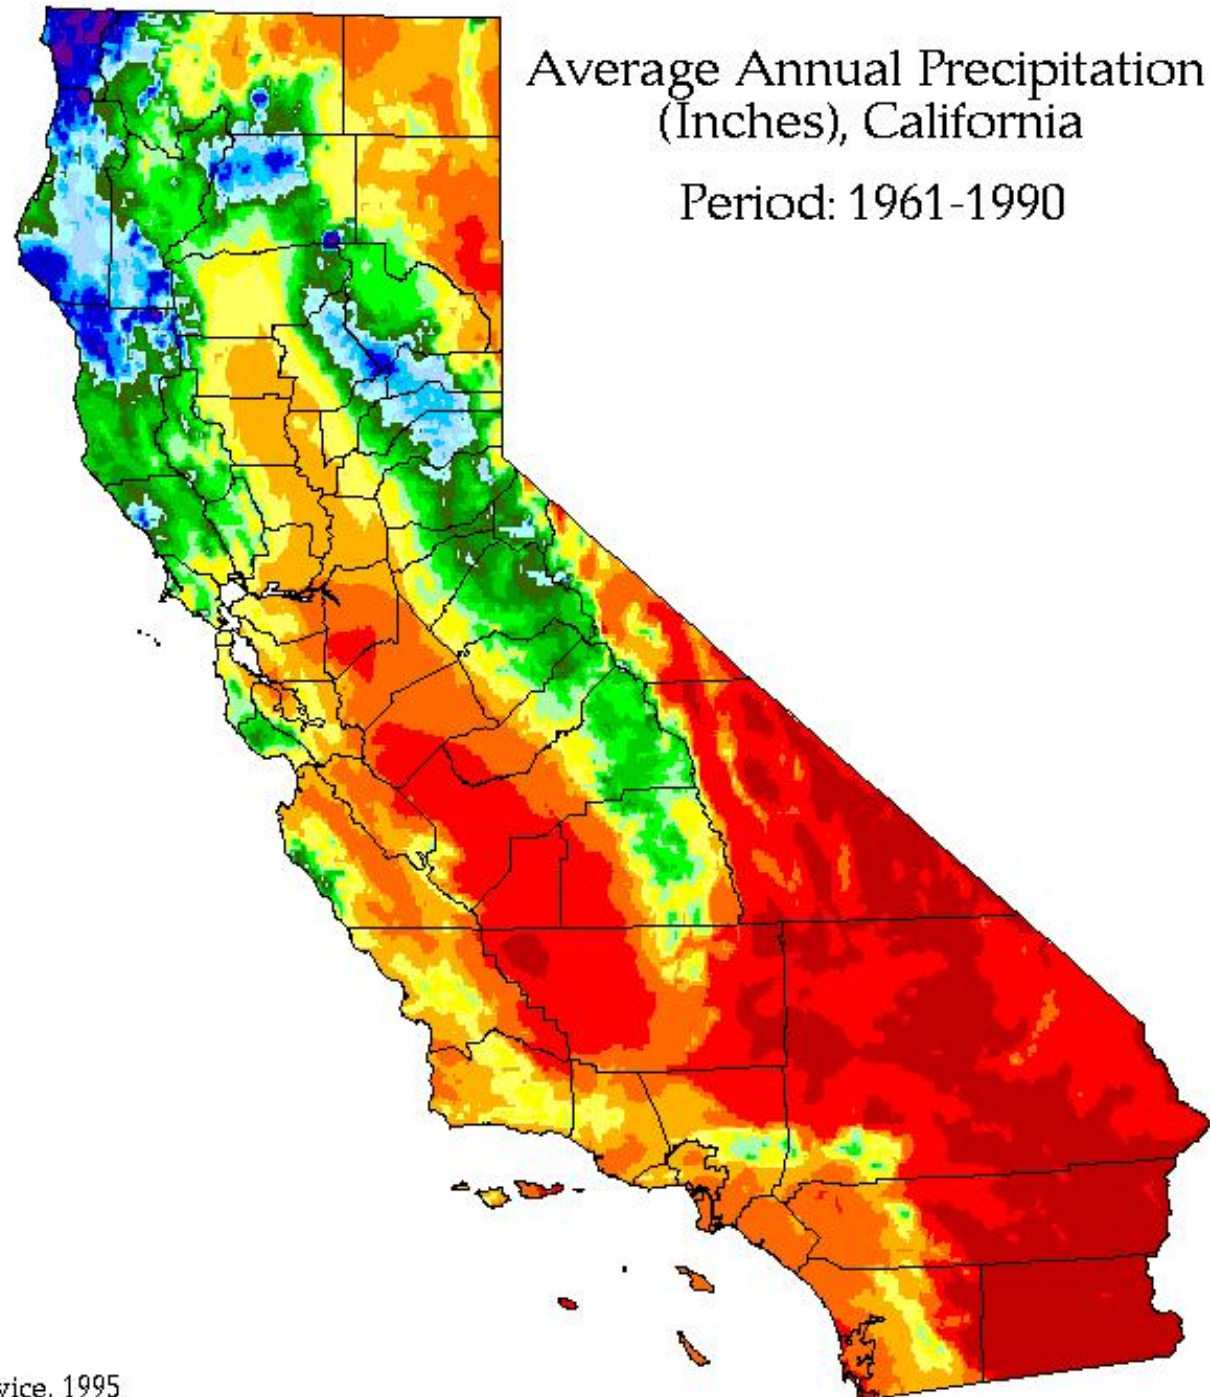 Average Annual Precipitation
(Inches), California
Period: 1961-1990
vice, 1995